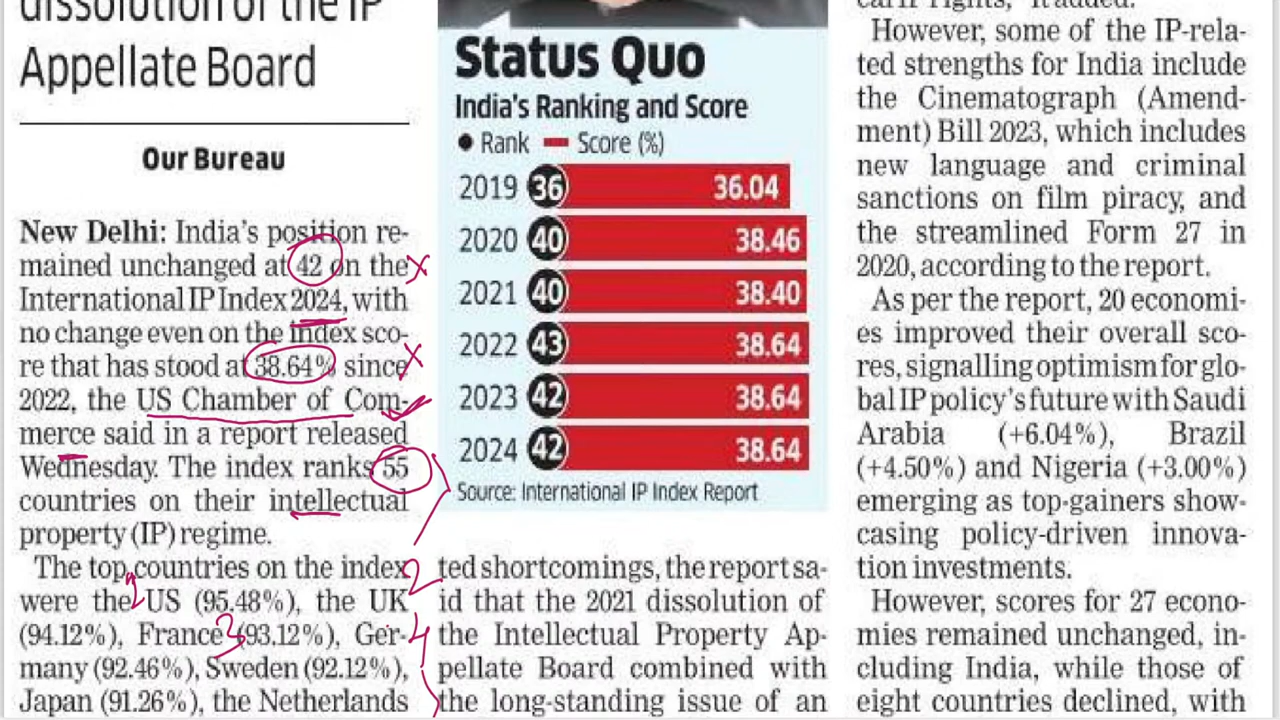 dissolution of the IP
Appellate Board
Our Bureau
New Delhi: India's position re-
mained unchanged at 42 on the
International IP Index 2024, with
no change even on the index sco-
re that has stood at 38.64% since
2022, the US Chamber of Com-
merce said in a report released
Wednesday. The index ranks 55
countries on their intellectual
property (IP) regime.
The top countries on the index
were the US (95.48%), the UK
(94.12%), France (93.12%), Ger-
many (92.46%), Sweden (92.12%),
Japan (91.26%), the Netherlands
Status Quo
India's Ranking and Score
Rank Score (%)
2019 36 36.04
2020 40 38.46
2021 40 38.40
2022 43 38.64
2023 42 38.64
2024 42 38.64
Source: International IP Index Report
ted shortcomings, the report sa-
id that the 2021 dissolution of
the Intellectual Property Ap-
pellate Board combined with
the long-standing issue of an
However, some of the IP-rela-
ted strengths for India include
the Cinematograph (Amend-
ment) Bill 2023, which includes
new language and criminal
sanctions on film piracy, and
the streamlined Form 27 in
2020, according to the report.
As per the report, 20 economi-
es improved their overall sco-
res, signalling optimism for glo-
bal IP policy's future with Saudi
Arabia (+6.04%), Brazil
(+4.50%) and Nigeria (+3.00%)
emerging as top-gainers show-
casing policy-driven innova-
tion investments.
However, scores for 27 econo-
mies remained unchanged, in-
cluding India, while those of
eight countries declined, with